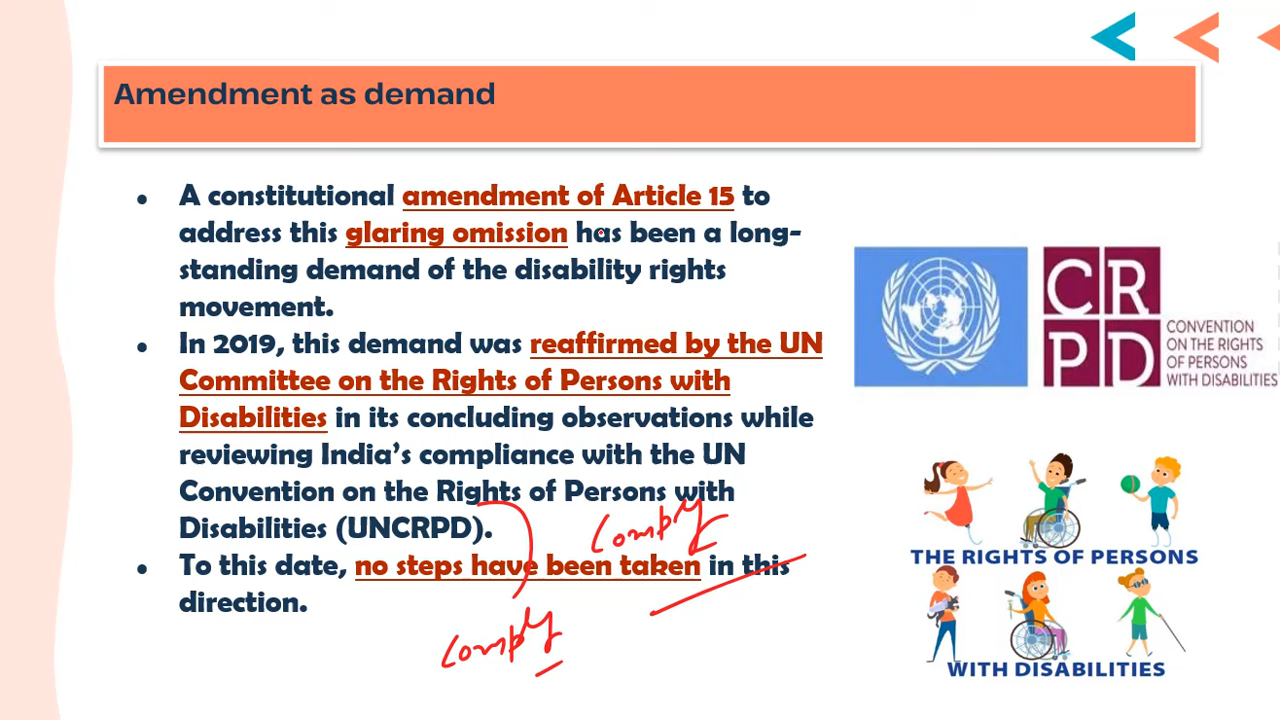 Amendment as demand
• A constitutional amendment of Article 15 to
address this glaring omission has been a long-
standing demand of the disability rights
movement.
• In 2019, this demand was reaffirmed by the UN
Committee on the Rights of Persons with
Disabilities in its concluding observations while
reviewing India’s compliance with the UN
Convention on the Rights of Persons with
Disabilities (UNCRPD).
• To this date, no steps have been taken in this
direction.
comply
comply
CR
PD
CONVENTION
ON THE RIGHTS
OF PERSONS
WITH DISABILITIES
THE RIGHTS OF PERSONS
WITH DISABILITIES